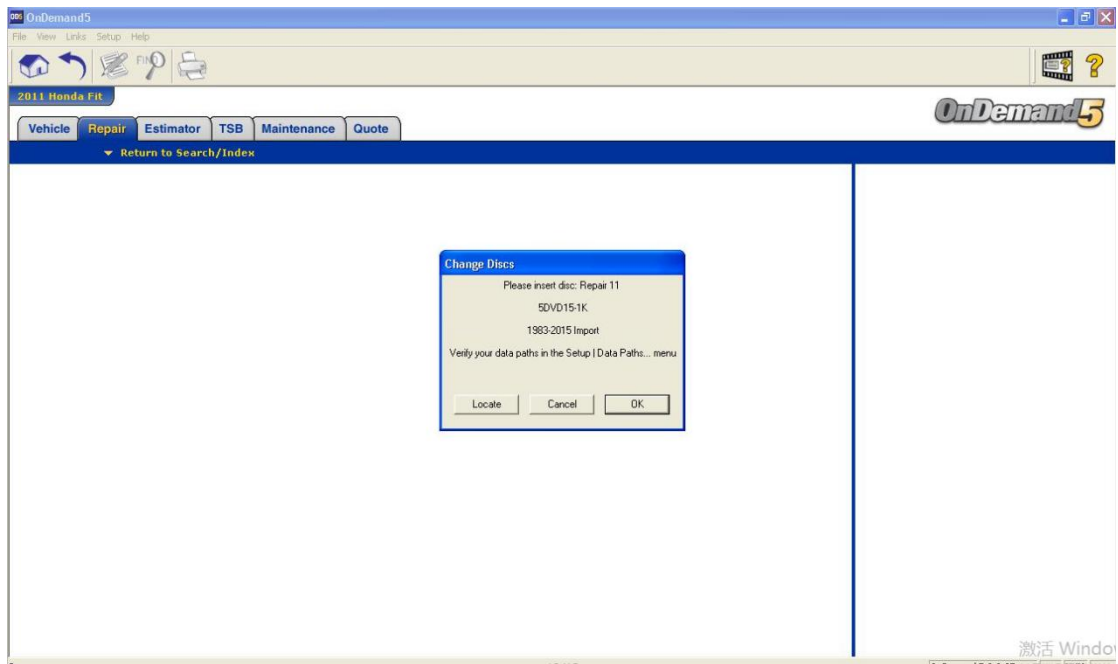 OnDemand5
File View Links Setup Help
FIND
2011 Honda Fit
OnDemand5
Vehicle Repair Estimator TSB Maintenance Quote
Return to Search/Index
Change Discs
Please insert disc: Repair 11
5DVD15-1K
1983-2015 Import
Verify your data paths in the Setup | Data Paths... menu
Locate Cancel OK
激活 Windo